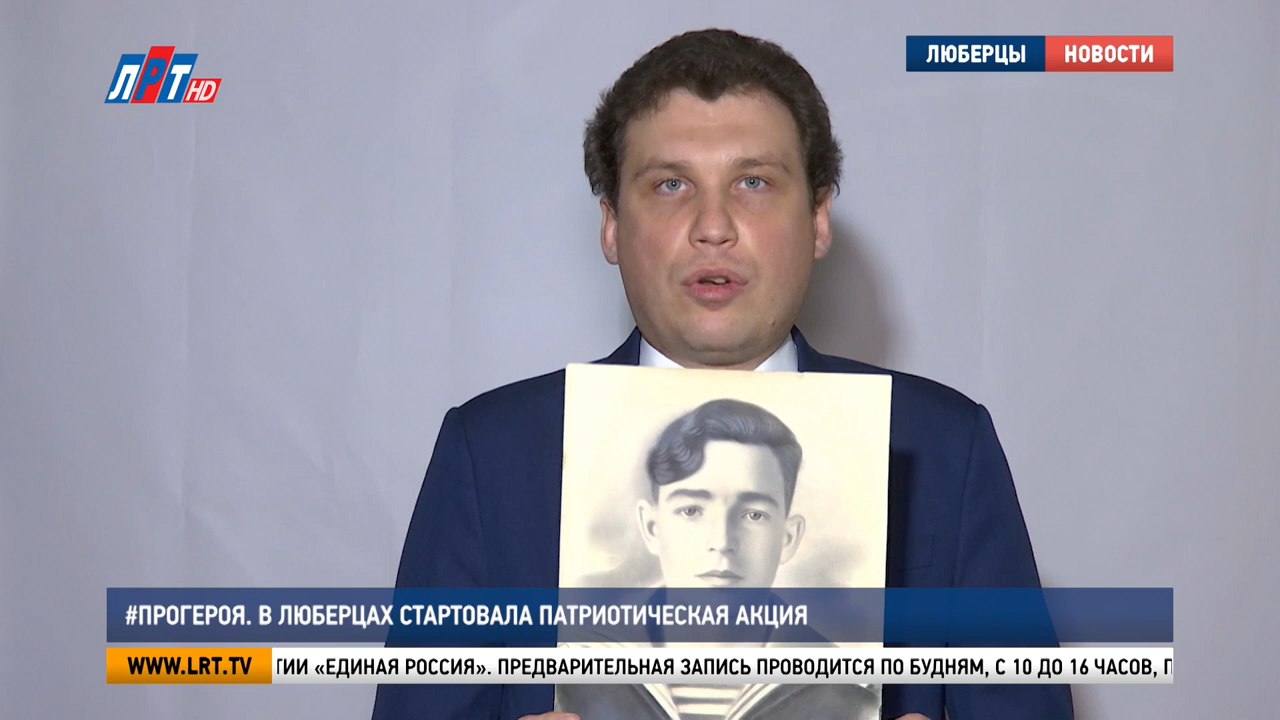 ЛРТ HD
ЛЮБЕРЦЫ НОВОСТИ
#ПРОГЕРОЯ. В ЛЮБЕРЦАХ СТАРТОВАЛА ПАТРИОТИЧЕСКАЯ АКЦИЯ
WWW.LRT.TV ТИИ «ЕДИНАЯ РОССИЯ». ПРЕДВАРИТЕЛЬНАЯ ЗАПИСЬ ПРОВОДИТСЯ ПО БУДНЯМ, С 10 ДО 16 ЧАСОВ, П